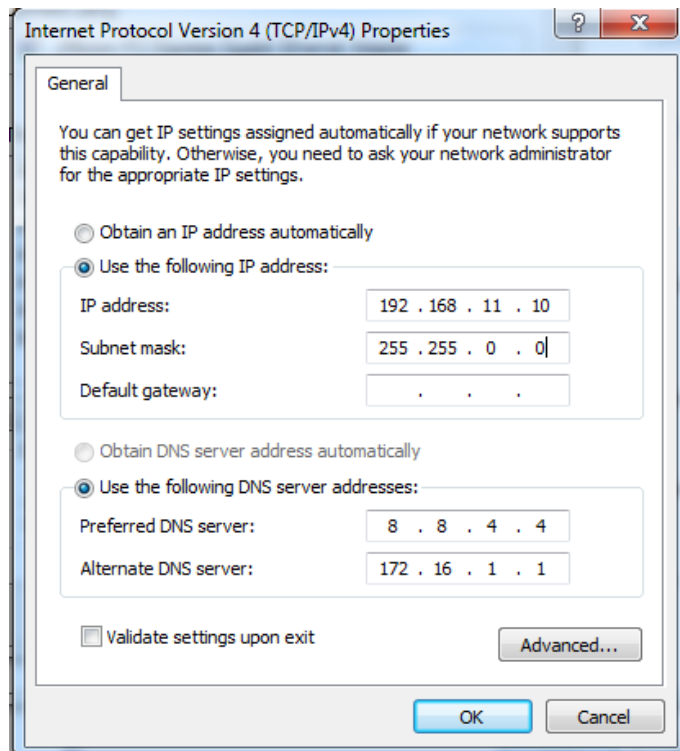 Internet Protocol Version 4 (TCP/IPv4) Properties
?
General
You can get IP settings assigned automatically if your network supports
this capability. Otherwise, you need to ask your network administrator
for the appropriate IP settings.
Obtain an IP address automatically
Use the following IP address:
IP address: 192 . 168 . 11 . 10
Subnet mask: 255 . 255 . 0 . 0
Default gateway: . . .
Obtain DNS server address automatically
Use the following DNS server addresses:
Preferred DNS server: 8 . 8 . 4 . 4
Alternate DNS server: 172 . 16 . 1 . 1
Validate settings upon exit
Advanced...
OK Cancel